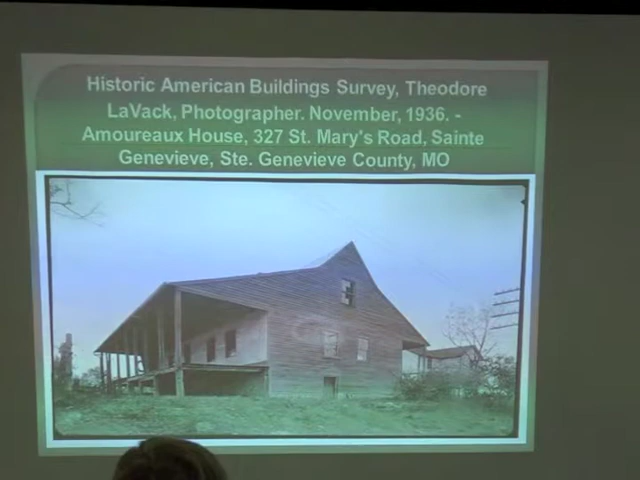 Historic American Buildings Survey, Theodore
LaVack, Photographer. November, 1936. -
Amoureaux House, 327 St. Mary's Road, Sainte
Genevieve, Ste. Genevieve County, MO